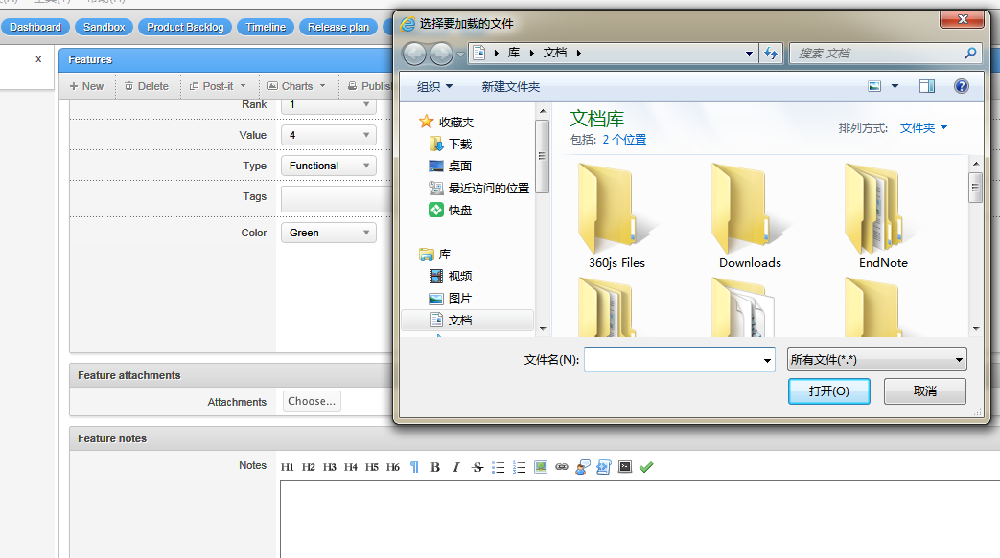 工具(T) 帮助(H)
Dashboard Sandbox Product Backlog Timeline Release plan
x
Features
New Delete Post-it Charts Publish
Rank 1
Value 4
Type Functional
Tags
Color Green
Feature attachments
Attachments Choose...
Feature notes
Notes H1 H2 H3 H4 H5 H6 ¶ B I S
选择要加载的文件
库 文档
搜索 文档
组织 新建文件夹
收藏夹
下载
桌面
最近访问的位置
快盘
库
视频
图片
文档
文档库
包括: 2 个位置
排列方式: 文件夹
360js Files Downloads EndNote
文件名(N): 所有文件(*.*)
打开(O) 取消